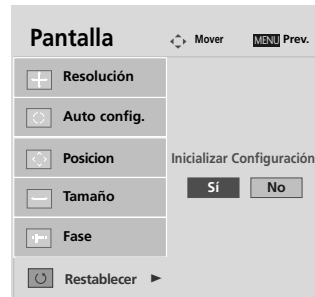 Pantalla
Mover
MENU Prev.
Resolución
Auto config.
Posicion
Inicializar Configuración
Sí No
Tamaño
Fase
Restablecer